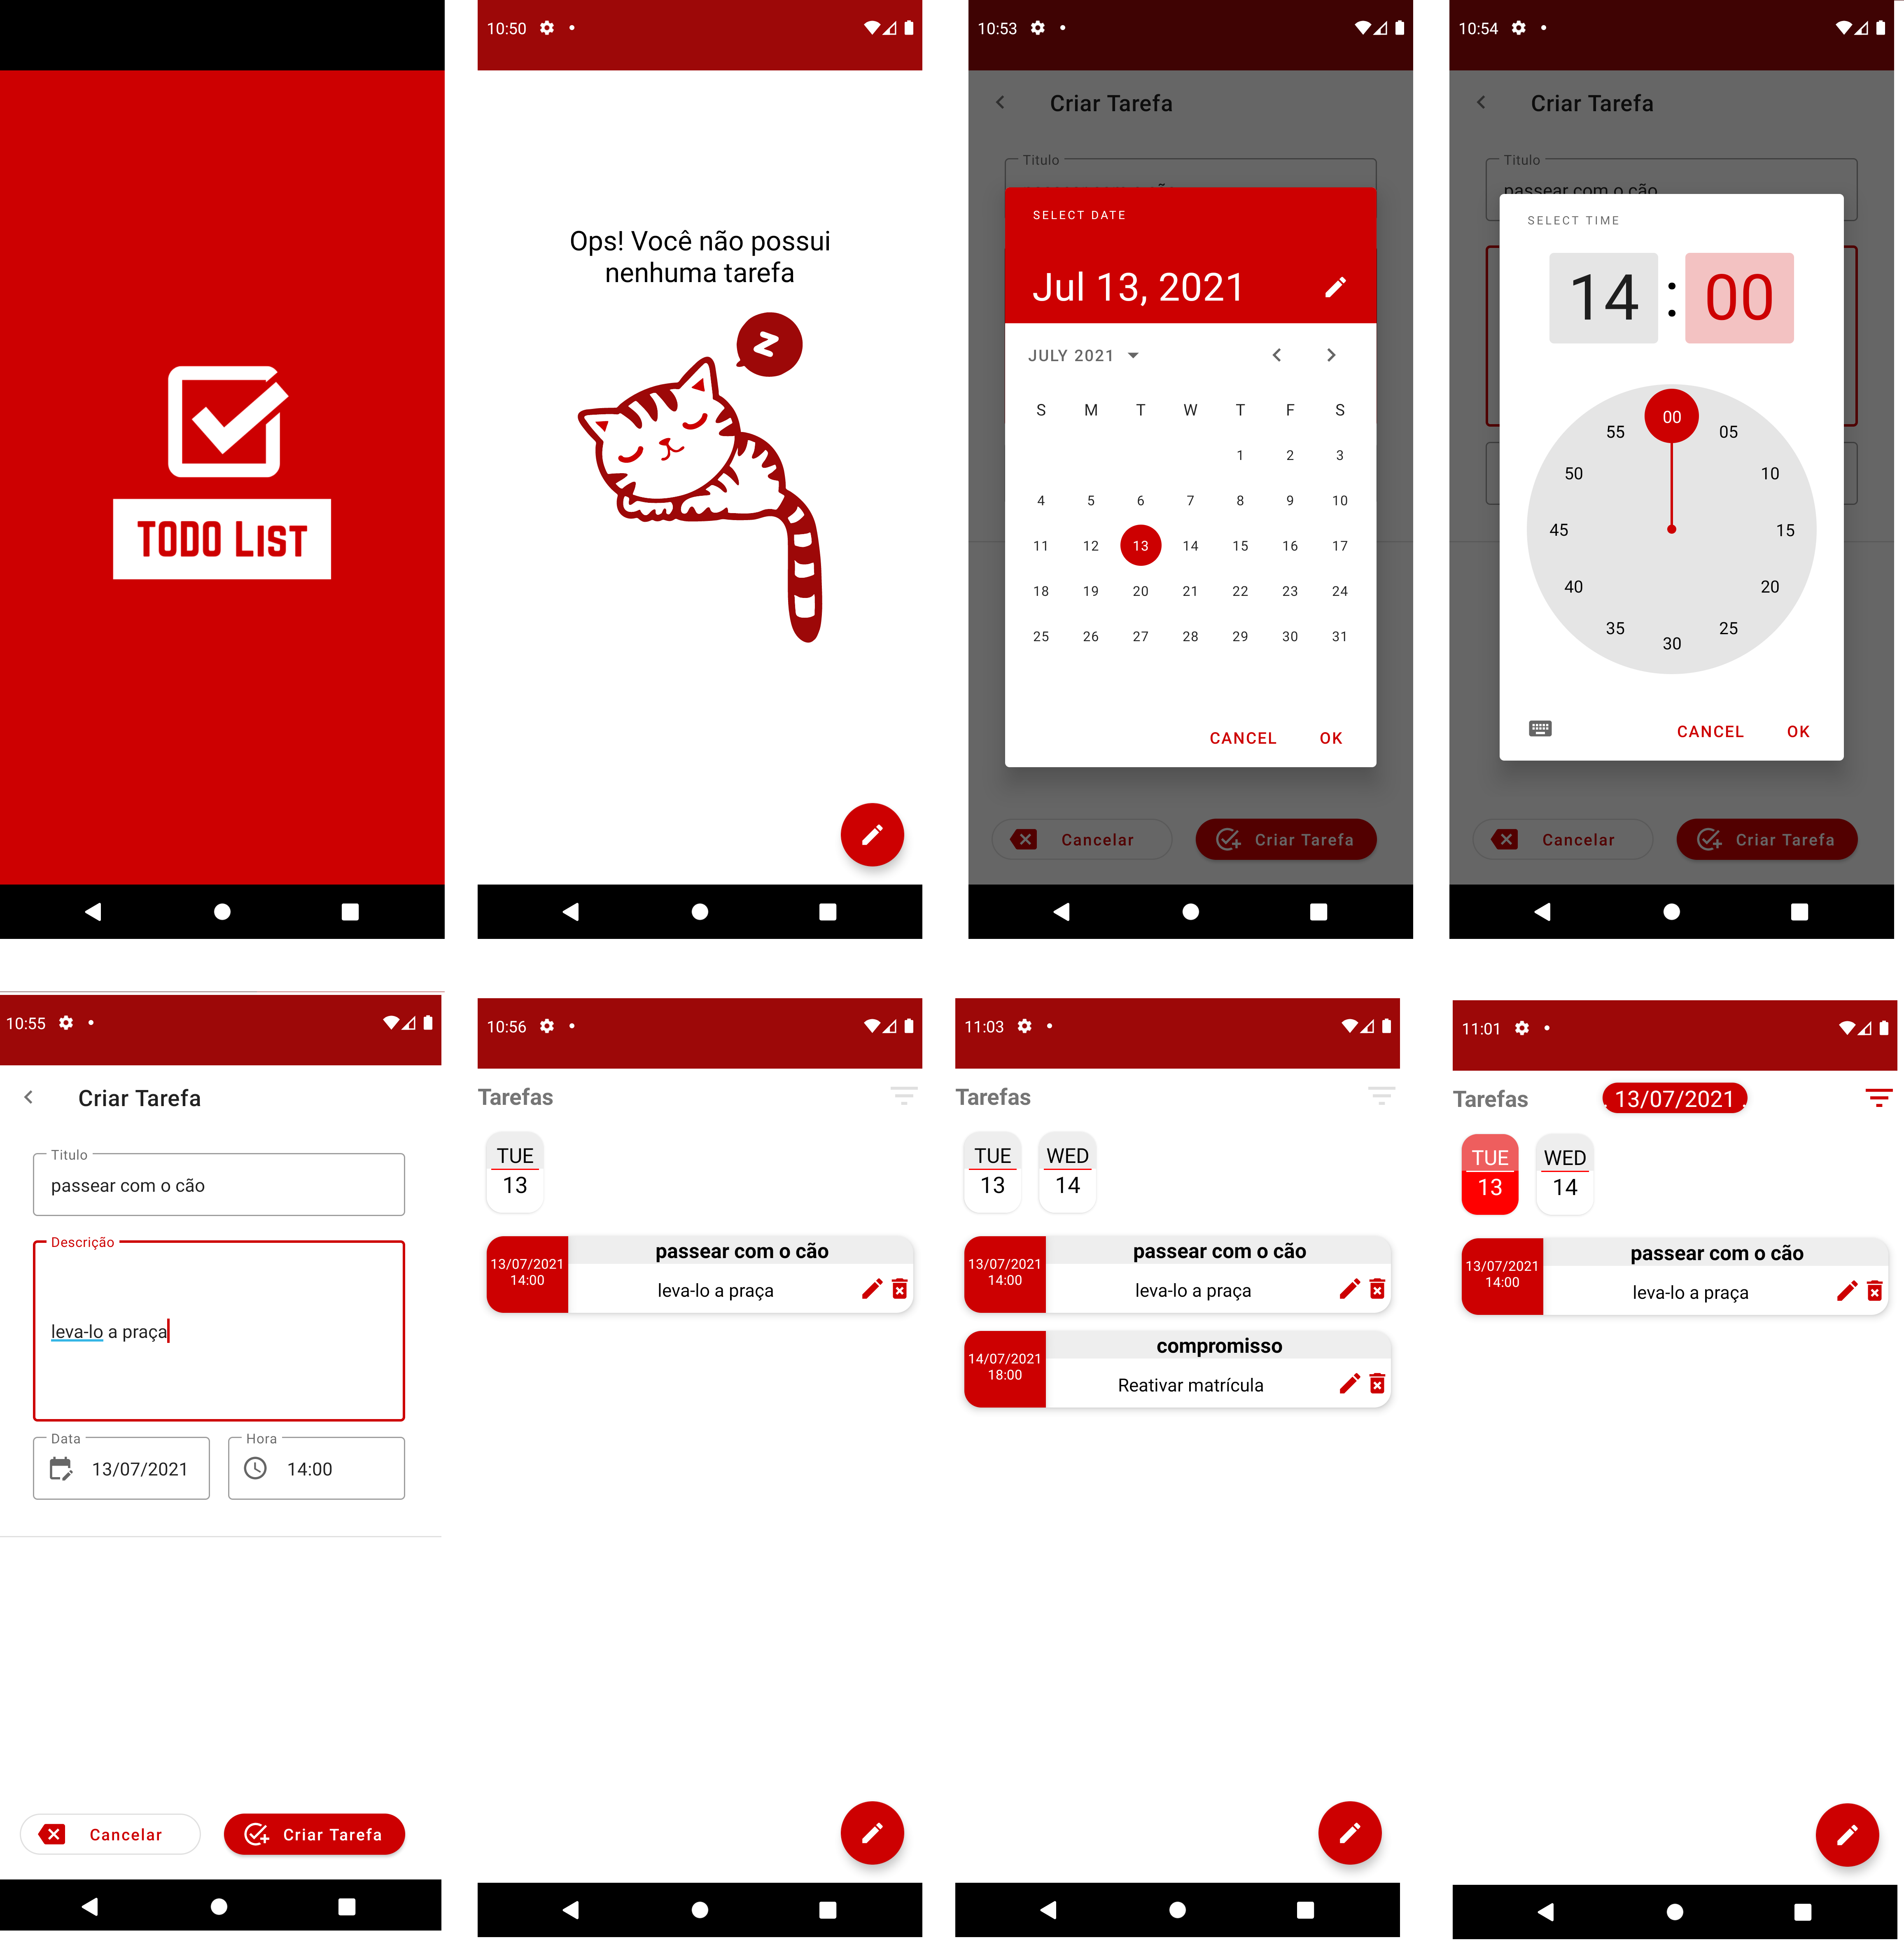 TODO LIST
10:50
Ops! Você não possui
nenhuma tarefa
Z
10:53
Criar Tarefa
Titulo
SELECT DATE
Jul 13, 2021
JULY 2021
S M T W T F S
1 2 3
4 5 6 7 8 9 10
11 12 13 14 15 16 17
18 19 20 21 22 23 24
25 26 27 28 29 30 31
CANCEL OK
Cancelar Criar Tarefa
10:54
Criar Tarefa
Titulo
passear com o cão
SELECT TIME
14 : 00
00
55 05
50 10
45 15
40 20
35 25
30
CANCEL OK
Cancelar Criar Tarefa
10:55
Criar Tarefa
Titulo
passear com o cão
Descrição
leva-lo a praça
Data Hora
13/07/2021 14:00
Cancelar Criar Tarefa
10:56
Tarefas
TUE
13
passear com o cão
13/07/2021
14:00
leva-lo a praça
11:03
Tarefas
TUE WED
13 14
passear com o cão
13/07/2021
14:00
leva-lo a praça
compromisso
14/07/2021
18:00
Reativar matrícula
11:01
Tarefas 13/07/2021
TUE WED
13 14
passear com o cão
13/07/2021
14:00
leva-lo a praça